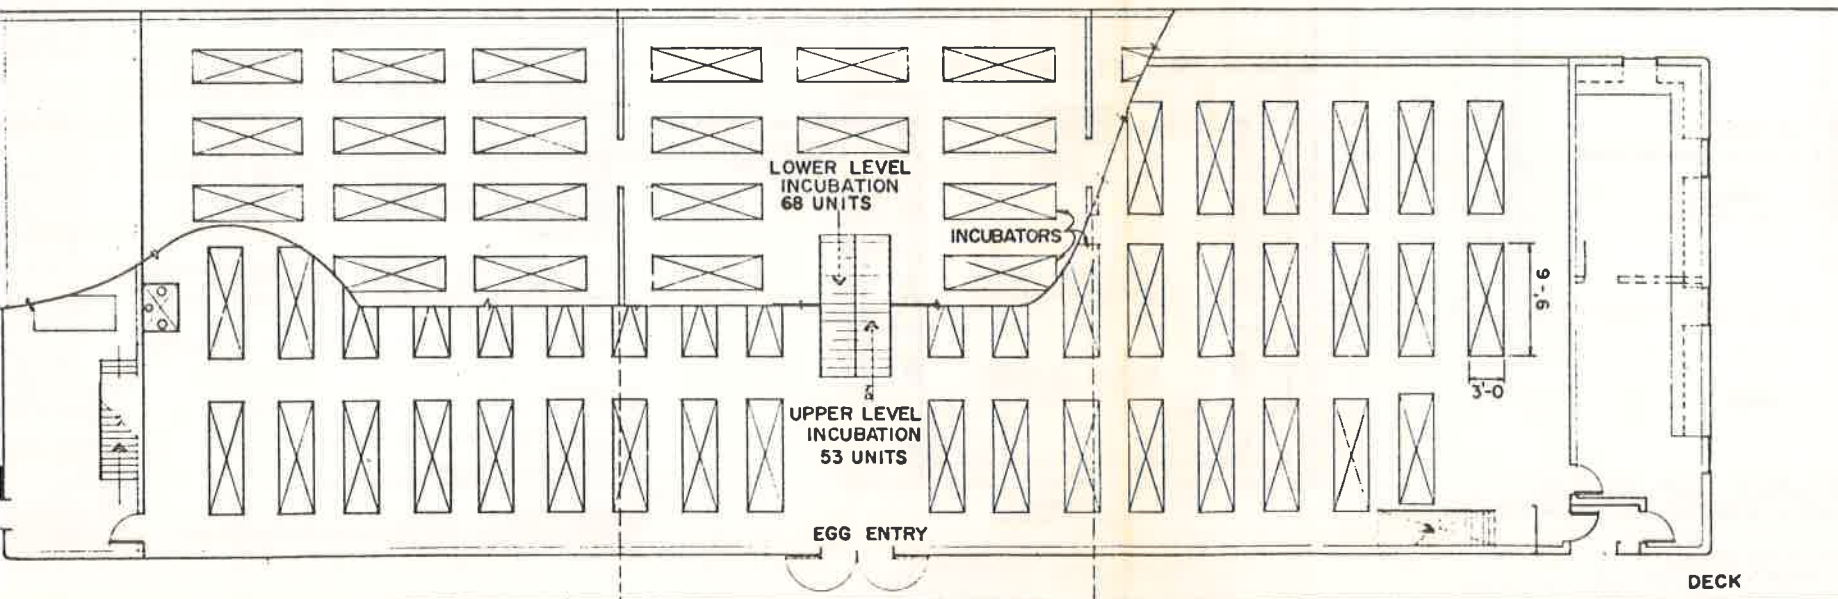 LOWER LEVEL
INCUBATION
68 UNITS
INCUBATORS
9'-6
3'-0
UPPER LEVEL
INCUBATION
53 UNITS
EGG ENTRY
DECK